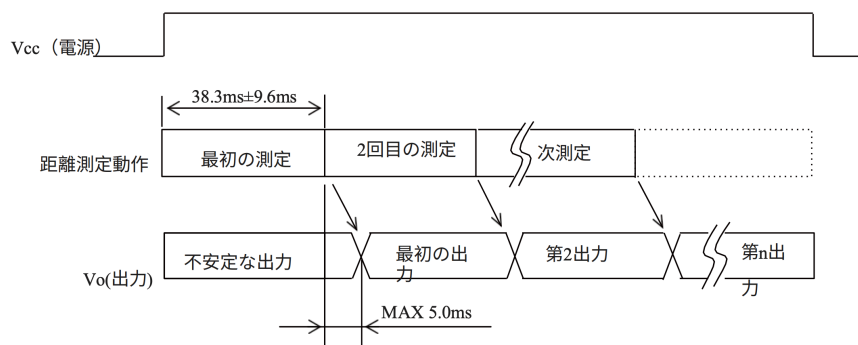 Vcc（電源）
38.3ms±9.6ms
距離測定動作
最初の測定
2回目の測定
次測定
Vo(出力)
不安定な出力
最初の出
力
第2出力
第n出
力
MAX 5.0ms